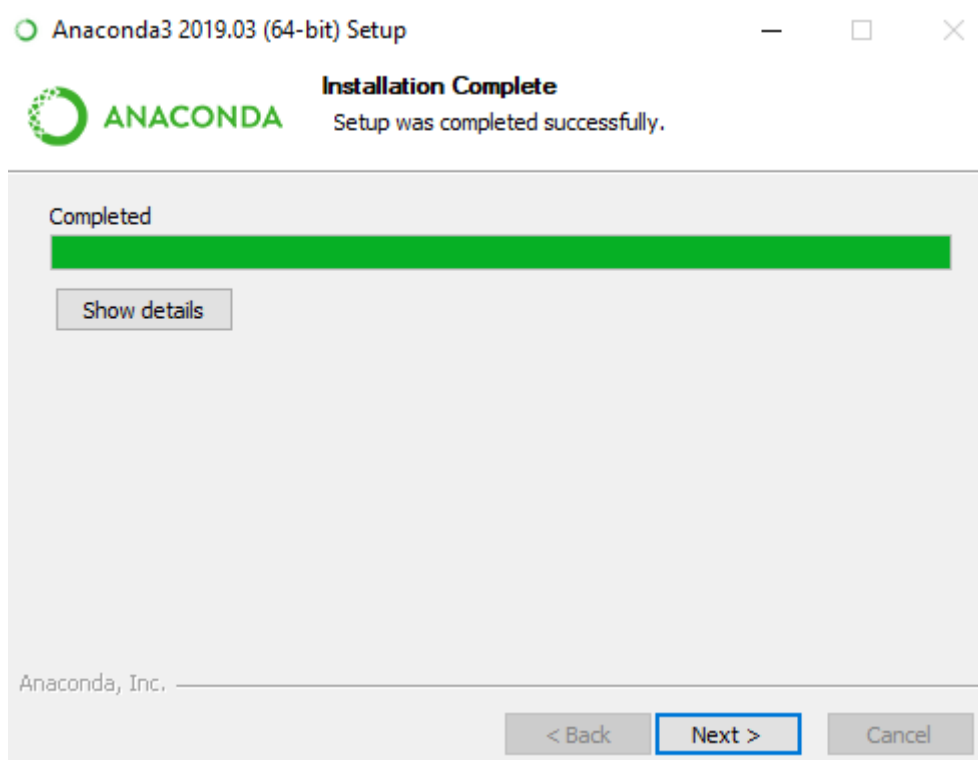 Anaconda3 2019.03 (64-bit) Setup
ANACONDA
Installation Complete
Setup was completed successfully.
Completed
Show details
Anaconda, Inc.
< Back
Next >
Cancel